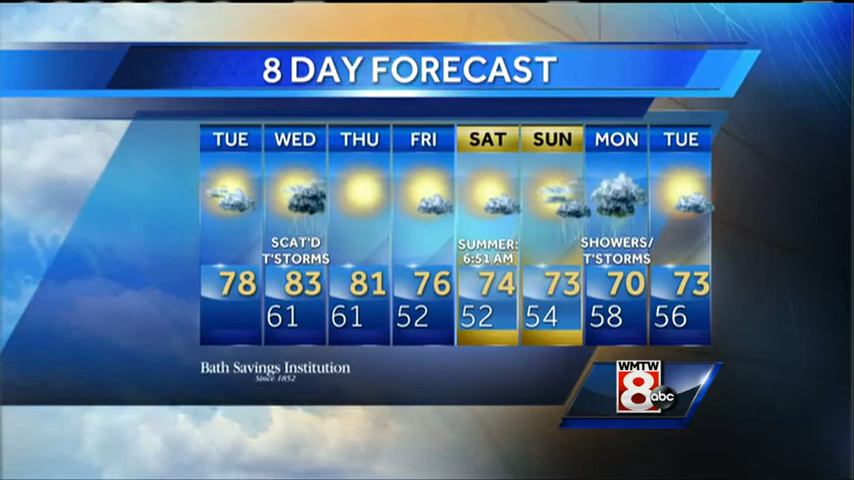 8 DAY FORECAST
TUE WED THU FRI SAT SUN MON TUE
SCAT'D T'STORMS
SUMMER: 6:51 AM
SHOWERS/ T'STORMS
78 83 81 76 74 73 70 73
61 61 52 52 54 58 56
Bath Savings Institution
Since 1852
WMTW
8 abc